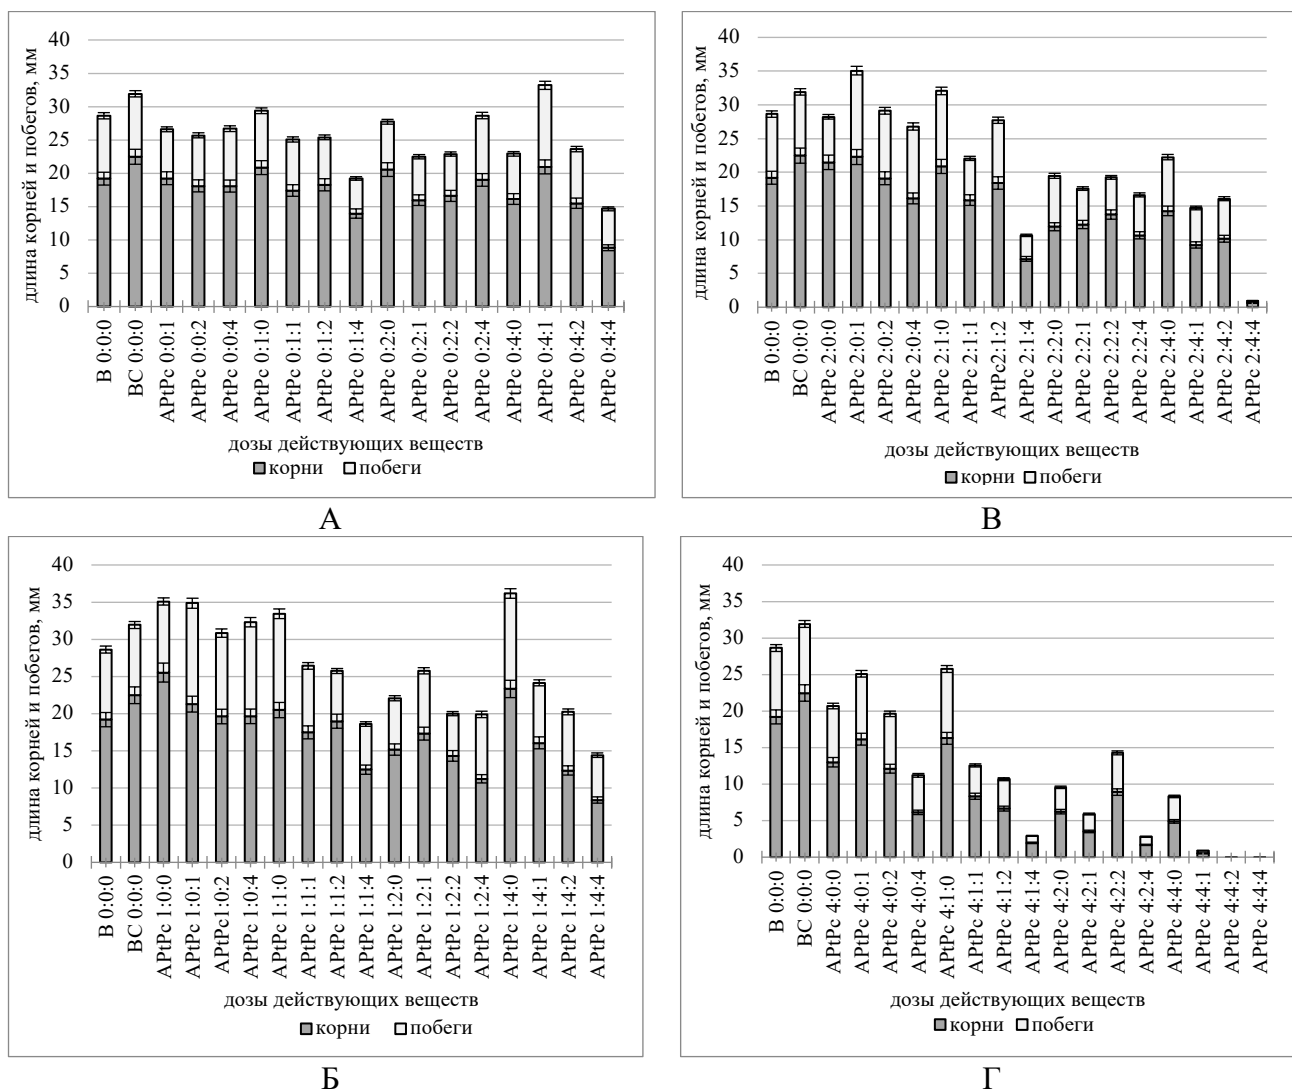 длина корней и побегов, мм
40
35
30
25
20
15
10
5
0
В 0:0:0
ВС 0:0:0
APtPc 0:0:1
APtPc 0:0:2
APtPc 0:0:4
APtPc 0:1:0
APtPc 0:1:1
APtPc 0:1:2
APtPc 0:1:4
APtPc 0:2:0
APtPc 0:2:1
APtPc 0:2:2
APtPc 0:2:4
APtPc 0:4:0
APtPc 0:4:1
APtPc 0:4:2
APtPc 0:4:4
дозы действующих веществ
корни побеги
А
длина корней и побегов, мм
40
35
30
25
20
15
10
5
0
В 0:0:0
ВС 0:0:0
APtPc 2:0:0
APtPc 2:0:1
APtPc 2:0:2
APtPc 2:0:4
APtPc 2:1:0
APtPc 2:1:1
APtPc2:1:2
APtPc 2:1:4
APtPc 2:2:0
APtPc 2:2:1
APtPc 2:2:2
APtPc 2:2:4
APtPc 2:4:0
APtPc 2:4:1
APtPc 2:4:2
APtPc 2:4:4
дозы действующих веществ
корни побеги
В
длина корней и побегов, мм
40
35
30
25
20
15
10
5
0
В 0:0:0
ВС 0:0:0
APtPc 1:0:0
APtPc 1:0:1
APtPc1:0:2
APtPc 1:0:4
APtPc 1:1:0
APtPc 1:1:1
APtPc 1:1:2
APtPc 1:1:4
APtPc 1:2:0
APtPc 1:2:1
APtPc 1:2:2
APtPc 1:2:4
APtPc 1:4:0
APtPc 1:4:1
APtPc 1:4:2
APtPc 1:4:4
дозы действующих веществ
корни побеги
Б
длина корней и побегов, мм
40
35
30
25
20
15
10
5
0
В 0:0:0
ВС 0:0:0
APtPc 4:0:0
APtPc 4:0:1
APtPc 4:0:2
APtPc 4:0:4
APtPc 4:1:0
APtPc 4:1:1
APtPc 4:1:2
APtPc 4:1:4
APtPc 4:2:0
APtPc 4:2:1
APtPc 4:2:2
APtPc 4:2:4
APtPc 4:4:0
APtPc 4:4:1
APtPc 4:4:2
APtPc 4:4:4
дозы действующих веществ
корни побеги
Г